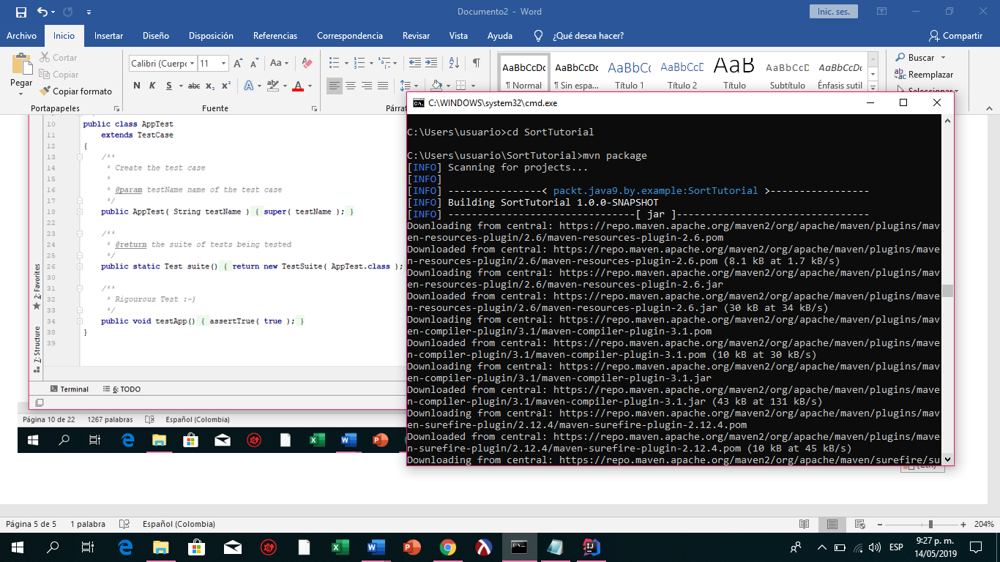 Documento2 - Word
Inic. ses.
Archivo Inicio Insertar Diseño Disposición Referencias Correspondencia Revisar Vista Ayuda ¿Qué desea hacer? Compartir
Pegar
Cortar
Copiar
Copiar formato
Portapapeles
Calibri (Cuerpo 11
N K S abc x₂ x²
Fuente
AaBbCcDc AaBbCcDc AaBbCc AaBbCcD AaB AaBbCcD AaBbCcDc
¶ Normal ¶ Sin espa... Título 1 Título 2 Título Subtítulo Énfasis sutil
Buscar
Reemplazar
Seleccionar
Párra
10 public class AppTest
11 extends TestCase
12 {
13 /**
14 * Create the test case
15 *
16 * @param testName name of the test case
17 */
18 public AppTest( String testName ) { super( testName ); }
22
23 /**
24 * @return the suite of tests being tested
25 */
26 public static Test suite() { return new TestSuite( AppTest.class );
30
31 /**
32 * Rigourous Test :-)
33 */
34 public void testApp() { assertTrue( true ); }
38 }
39
2: Favorites
7: Structure
Terminal 6: TODO
Página 10 de 22 1267 palabras Español (Colombia)
C:\WINDOWS\system32\cmd.exe
C:\Users\usuario>cd SortTutorial
C:\Users\usuario\SortTutorial>mvn package
[INFO] Scanning for projects...
[INFO]
[INFO] -----------------< packt.java9.by.example:SortTutorial >-----------------
[INFO] Building SortTutorial 1.0.0-SNAPSHOT
[INFO] --------------------------------[ jar ]---------------------------------
Downloading from central: https://repo.maven.apache.org/maven2/org/apache/maven/plugins/mav
en-resources-plugin/2.6/maven-resources-plugin-2.6.pom
Downloaded from central: https://repo.maven.apache.org/maven2/org/apache/maven/plugins/mave
n-resources-plugin/2.6/maven-resources-plugin-2.6.pom (8.1 kB at 1.7 kB/s)
Downloading from central: https://repo.maven.apache.org/maven2/org/apache/maven/plugins/mav
en-resources-plugin/2.6/maven-resources-plugin-2.6.jar
Downloaded from central: https://repo.maven.apache.org/maven2/org/apache/maven/plugins/mave
n-resources-plugin/2.6/maven-resources-plugin-2.6.jar (30 kB at 34 kB/s)
Downloading from central: https://repo.maven.apache.org/maven2/org/apache/maven/plugins/mav
en-compiler-plugin/3.1/maven-compiler-plugin-3.1.pom
Downloaded from central: https://repo.maven.apache.org/maven2/org/apache/maven/plugins/mave
n-compiler-plugin/3.1/maven-compiler-plugin-3.1.pom (10 kB at 30 kB/s)
Downloading from central: https://repo.maven.apache.org/maven2/org/apache/maven/plugins/mav
en-compiler-plugin/3.1/maven-compiler-plugin-3.1.jar
Downloaded from central: https://repo.maven.apache.org/maven2/org/apache/maven/plugins/mave
n-compiler-plugin/3.1/maven-compiler-plugin-3.1.jar (43 kB at 131 kB/s)
Downloading from central: https://repo.maven.apache.org/maven2/org/apache/maven/plugins/mav
en-surefire-plugin/2.12.4/maven-surefire-plugin-2.12.4.pom
Downloaded from central: https://repo.maven.apache.org/maven2/org/apache/maven/plugins/mave
n-surefire-plugin/2.12.4/maven-surefire-plugin-2.12.4.pom (10 kB at 45 kB/s)
Downloading from central: https://repo.maven.apache.org/maven2/org/apache/maven/surefire/su
(Ctrl)
Página 5 de 5 1 palabra Español (Colombia) 204%
ESP
9:27 p. m.
14/05/2019